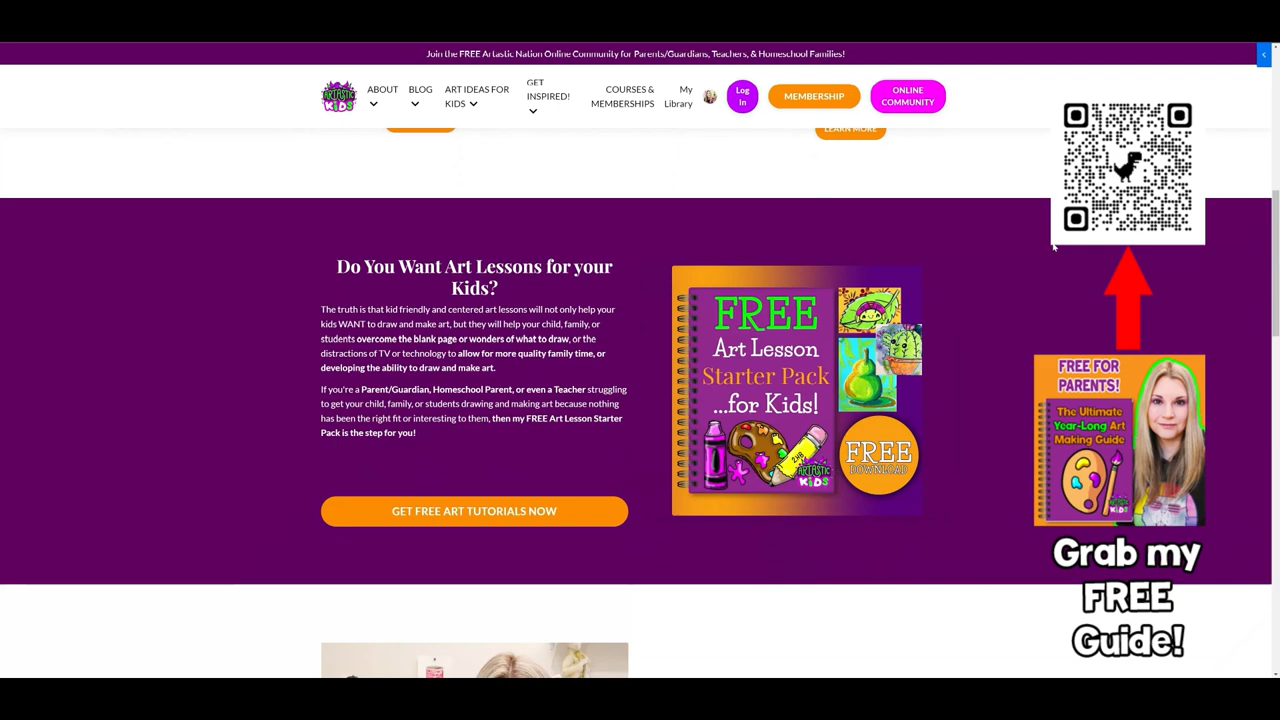 Join the FREE Artastic Nation Online Community for Parents/Guardians, Teachers, & Homeschool Families!
ARTASTIC
KIDS
ABOUT
BLOG
ART IDEAS FOR
KIDS
GET
INSPIRED!
COURSES &
MEMBERSHIPS
My
Library
Log
In
MEMBERSHIP
ONLINE
COMMUNITY
LEARN MORE
Do You Want Art Lessons for your
Kids?
The truth is that kid friendly and centered art lessons will not only help your
kids WANT to draw and make art, but they will help your child, family, or
students overcome the blank page or wonders of what to draw, or the
distractions of TV or technology to allow for more quality family time, or
developing the ability to draw and make art.
If you're a Parent/Guardian, Homeschool Parent, or even a Teacher struggling
to get your child, family, or students drawing and making art because nothing
has been the right fit or interesting to them, then my FREE Art Lesson Starter
Pack is the step for you!
GET FREE ART TUTORIALS NOW
FREE
Art Lesson
Starter Pack
...for Kids!
2HB
ARTASTIC
KIDS
FREE
DOWNLOAD
FREE FOR
PARENTS!
The Ultimate
Year-Long Art
Making Guide
ARTASTIC
KIDS
Grab my
FREE
Guide!